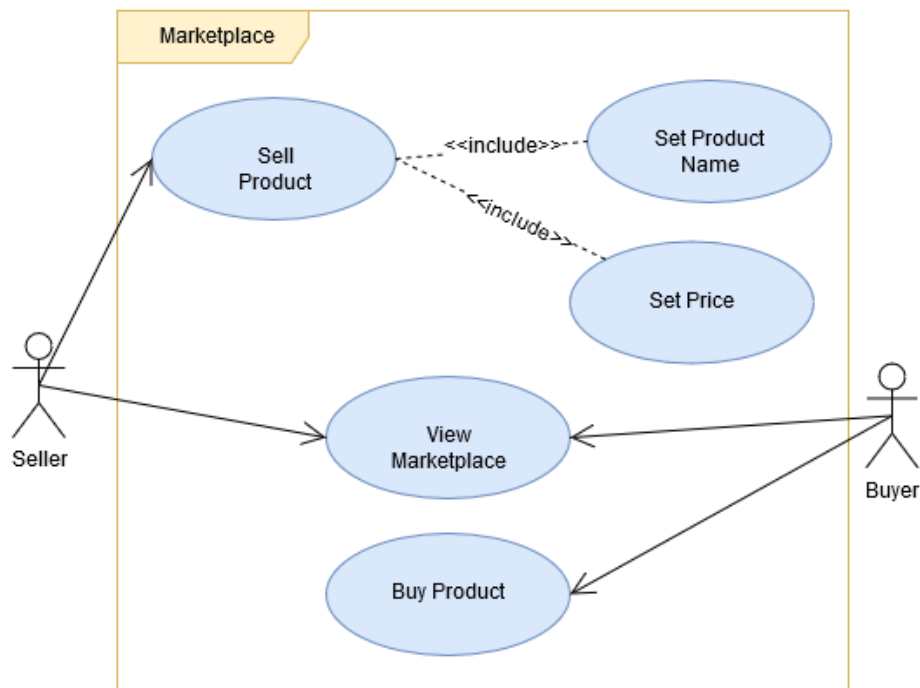 Marketplace
Sell
Product
<<include>>
Set Product
Name
<<include>>
Set Price
Seller
View
Marketplace
Buyer
Buy Product